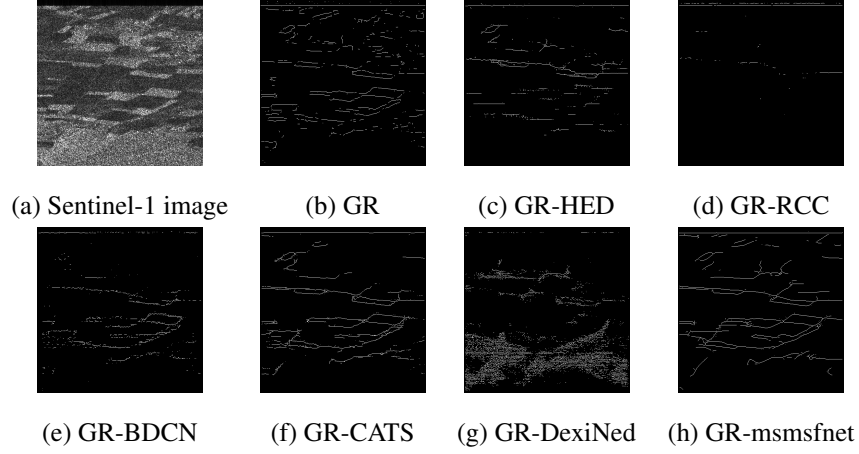 (a) Sentinel-1 image (b) GR (c) GR-HED (d) GR-RCC
(e) GR-BDCN (f) GR-CATS (g) GR-DexiNed (h) GR-msmsfnet